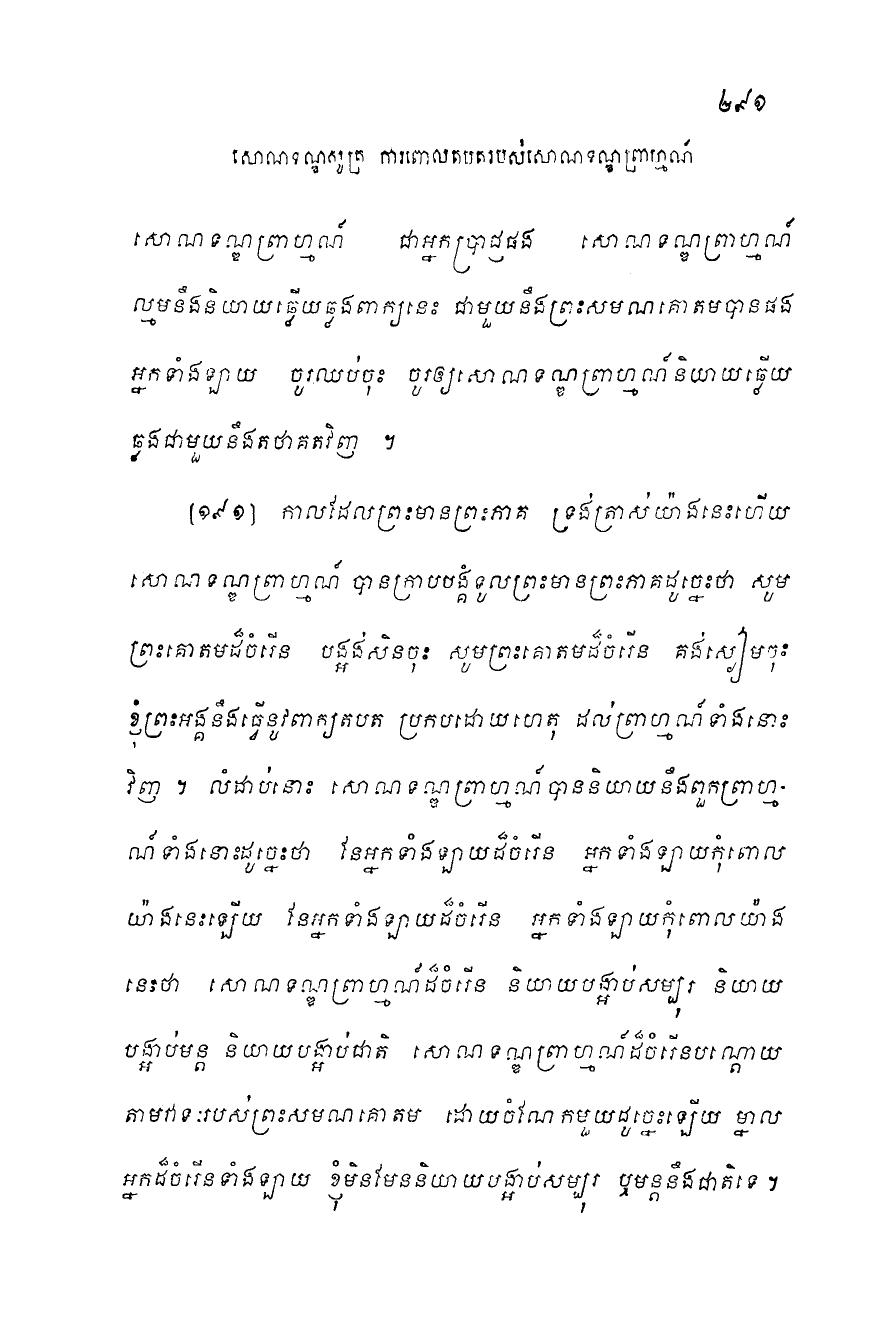 ២៩១
សោណទណ្ឌសូត្រ ការពោលតបតរបស់សោណទណ្ឌព្រាហ្មណ៍
សោណទណ្ឌព្រាហ្មណ៍ ជាអ្នកប្រាជ្ញផង សោណទណ្ឌព្រាហ្មណ៍
ល្មមនឹងនិយាយឆ្លើយឆ្លងពាក្យនេះ ជាមួយនឹងព្រះសមណគោតមបានផង
អ្នកទាំងឡាយ ចូរឈប់ចុះ ចូរឲ្យសោណទណ្ឌព្រាហ្មណ៍និយាយឆ្លើយ
ឆ្លងជាមួយនឹងតថាគតវិញ ។
[១៩១] កាលដែលព្រះមានព្រះភាគ ទ្រង់ត្រាស់យ៉ាងនេះហើយ
សោណទណ្ឌព្រាហ្មណ៍ បានក្រាបបង្គំទូលព្រះមានព្រះភាគដូច្នេះថា សូម
ព្រះគោតមដ៏ចំរើន បង្អង់សិនចុះ សូមព្រះគោតមដ៏ចំរើន គង់ស្ងៀមចុះ
ខ្ញុំព្រះអង្គនឹងធ្វើនូវពាក្យតបត ប្រកបដោយហេតុ ដល់ព្រាហ្មណ៍ទាំងនោះ
វិញ ។ លំដាប់នោះ សោណទណ្ឌព្រាហ្មណ៍បាននិយាយនឹងពួកព្រាហ្ម-
ណ៍ទាំងនោះដូច្នេះថា នែអ្នកទាំងឡាយដ៏ចំរើន អ្នកទាំងឡាយកុំពោល
យ៉ាងនេះឡើយ នែអ្នកទាំងឡាយដ៏ចំរើន អ្នកទាំងឡាយកុំពោលយ៉ាង
នេះថា សោណទណ្ឌព្រាហ្មណ៍ដ៏ចំរើន និយាយបង្អាប់សម្បុរ និយាយ
បង្អាប់មន្ត និយាយបង្អាប់ជាតិ សោណទណ្ឌព្រាហ្មណ៍ដ៏ចំរើនបណ្តោយ
តាមវាទៈរបស់ព្រះសមណគោតម ដោយចំណែកមួយដូច្នេះឡើយ ម្នាល
អ្នកដ៏ចំរើនទាំងឡាយ ខ្ញុំមិនមែននិយាយបង្អាប់សម្បុរ ឬមន្តនឹងជាតិទេ ។